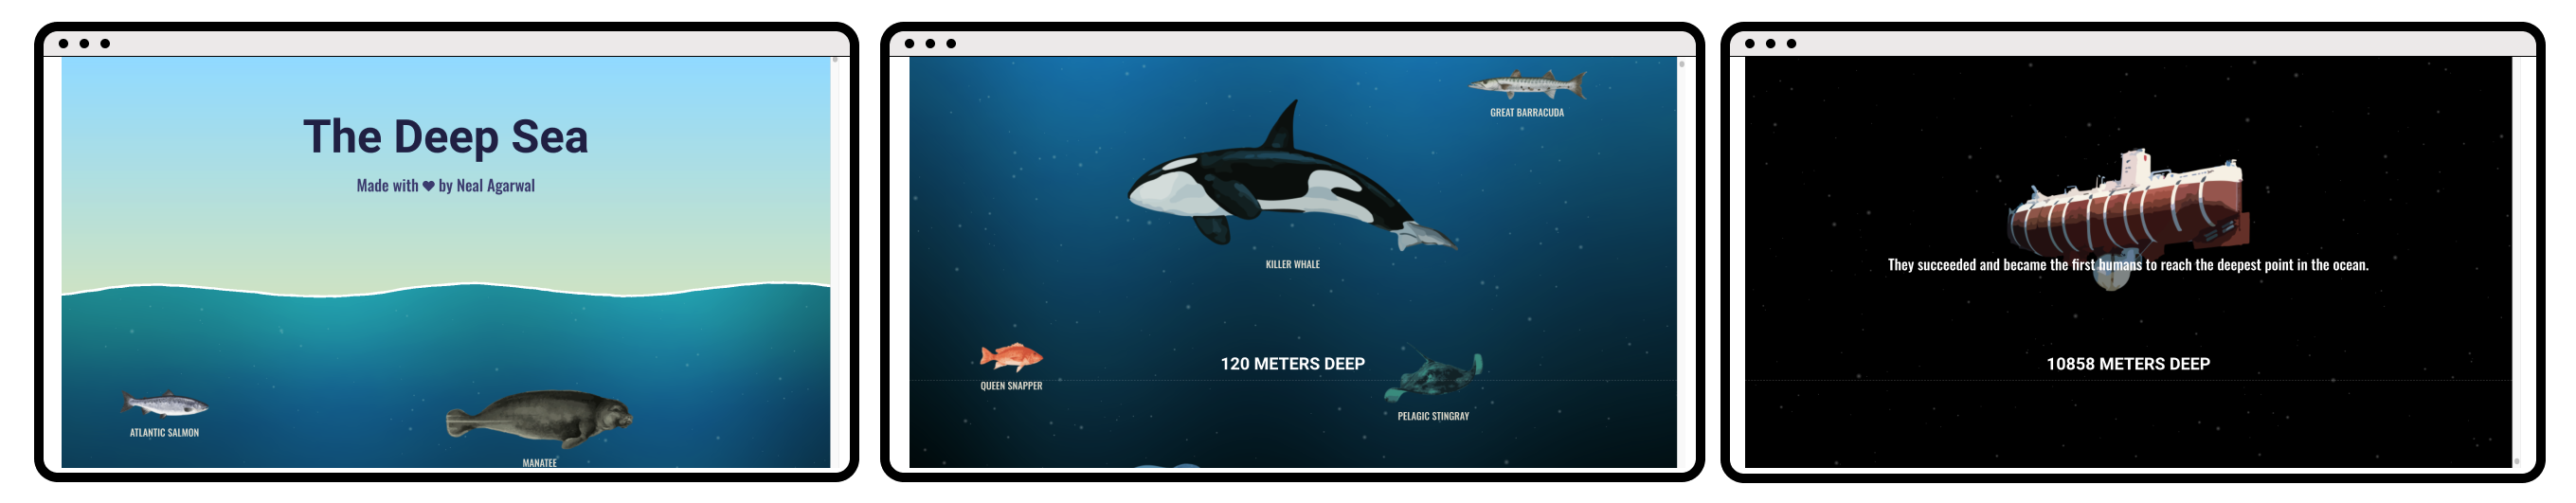 The Deep Sea
Made with ❤ by Neal Agarwal
ATLANTIC SALMON
MANATEE
GREAT BARRACUDA
KILLER WHALE
QUEEN SNAPPER
120 METERS DEEP
PELAGIC STINGRAY
They succeeded and became the first humans to reach the deepest point in the ocean.
10858 METERS DEEP